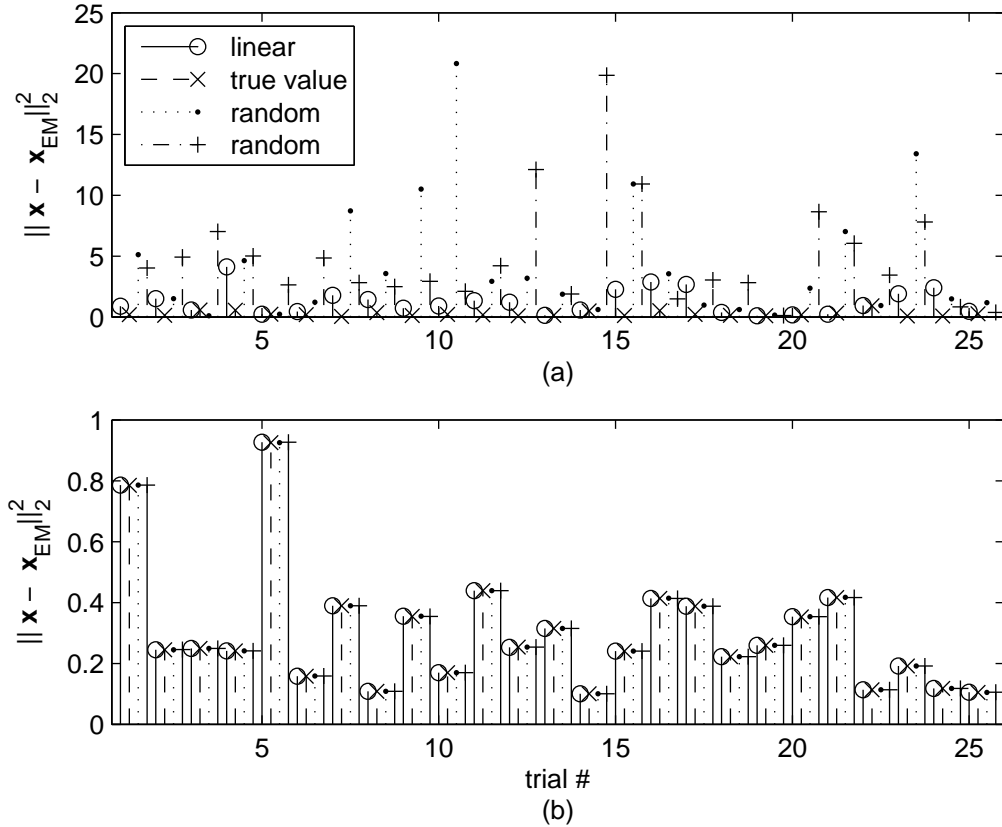 25
20
15
10
5
0
|| x − x_EM||_2^2
linear
true value
random
random
5 10 15 20 25
(a)
1
0.8
0.6
0.4
0.2
0
|| x − x_EM||_2^2
5 10 15 20 25
trial #
(b)